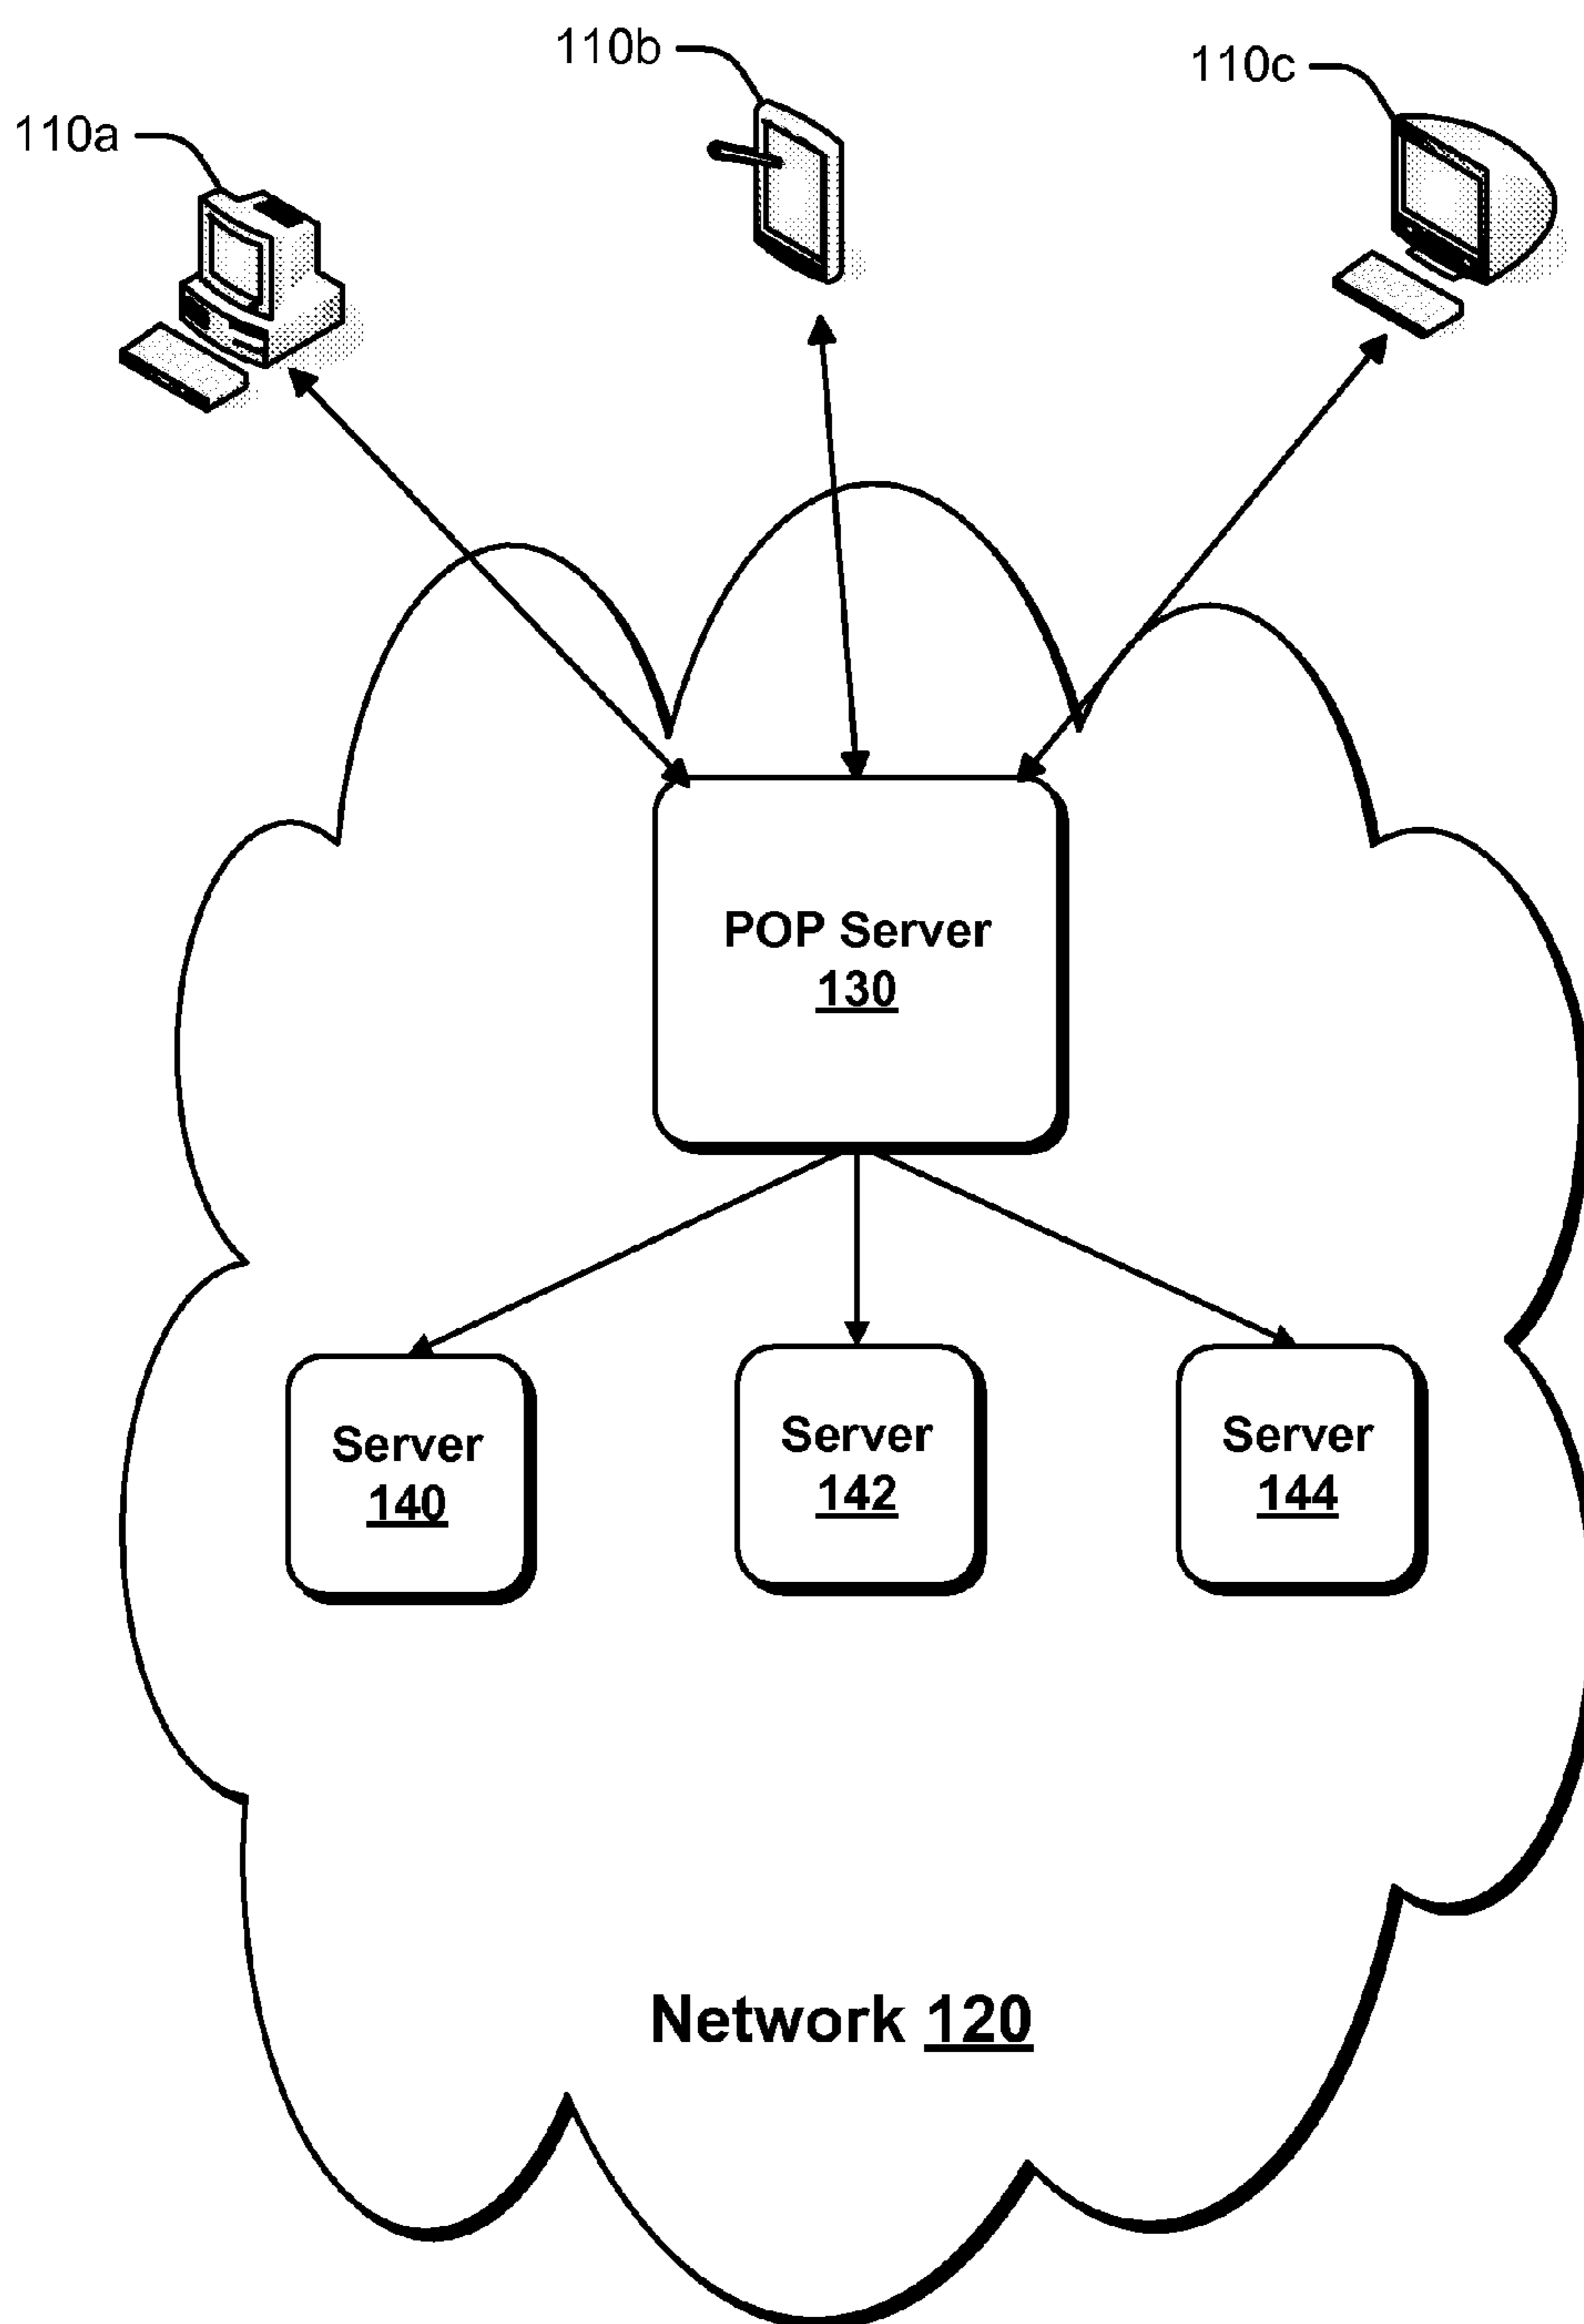 110b
110c
110a
POP Server
130
Server
140
Server
142
Server
144
Network 120